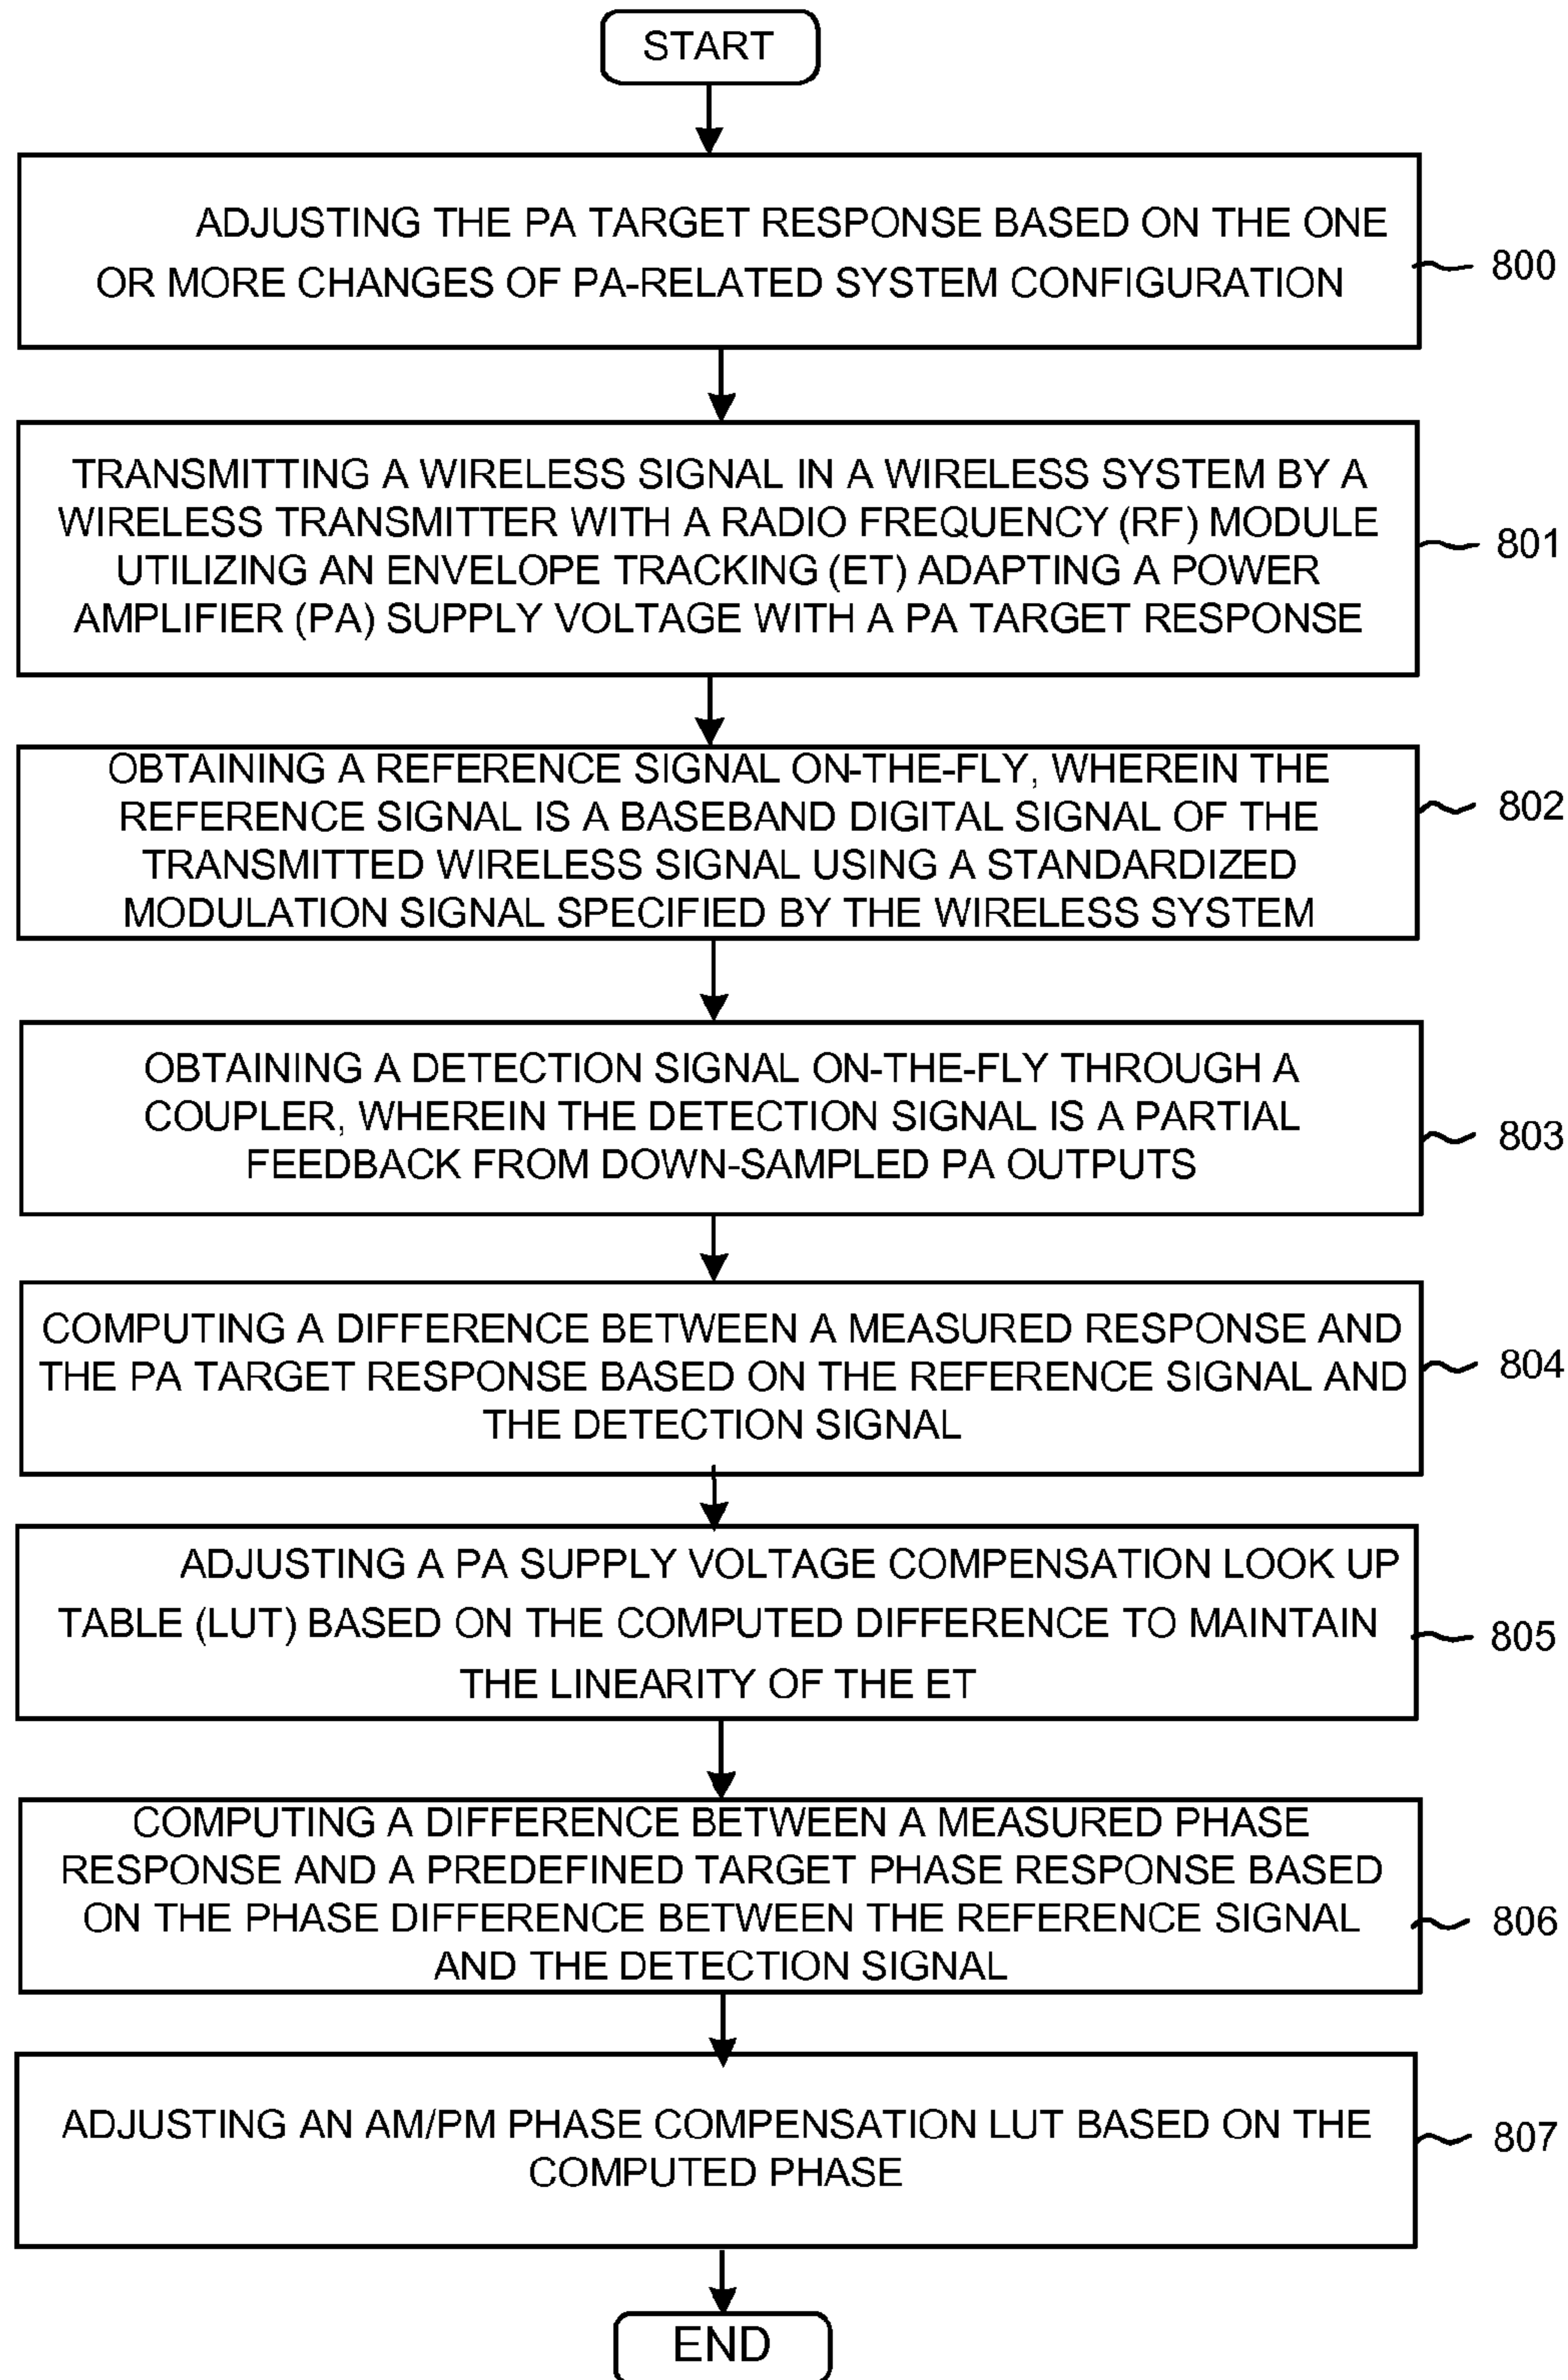 START
ADJUSTING THE PA TARGET RESPONSE BASED ON THE ONE
OR MORE CHANGES OF PA-RELATED SYSTEM CONFIGURATION
800
TRANSMITTING A WIRELESS SIGNAL IN A WIRELESS SYSTEM BY A
WIRELESS TRANSMITTER WITH A RADIO FREQUENCY (RF) MODULE
UTILIZING AN ENVELOPE TRACKING (ET) ADAPTING A POWER
AMPLIFIER (PA) SUPPLY VOLTAGE WITH A PA TARGET RESPONSE
801
OBTAINING A REFERENCE SIGNAL ON-THE-FLY, WHEREIN THE
REFERENCE SIGNAL IS A BASEBAND DIGITAL SIGNAL OF THE
TRANSMITTED WIRELESS SIGNAL USING A STANDARDIZED
MODULATION SIGNAL SPECIFIED BY THE WIRELESS SYSTEM
802
OBTAINING A DETECTION SIGNAL ON-THE-FLY THROUGH A
COUPLER, WHEREIN THE DETECTION SIGNAL IS A PARTIAL
FEEDBACK FROM DOWN-SAMPLED PA OUTPUTS
803
COMPUTING A DIFFERENCE BETWEEN A MEASURED RESPONSE AND
THE PA TARGET RESPONSE BASED ON THE REFERENCE SIGNAL AND
THE DETECTION SIGNAL
804
ADJUSTING A PA SUPPLY VOLTAGE COMPENSATION LOOK UP
TABLE (LUT) BASED ON THE COMPUTED DIFFERENCE TO MAINTAIN
THE LINEARITY OF THE ET
805
COMPUTING A DIFFERENCE BETWEEN A MEASURED PHASE
RESPONSE AND A PREDEFINED TARGET PHASE RESPONSE BASED
ON THE PHASE DIFFERENCE BETWEEN THE REFERENCE SIGNAL
AND THE DETECTION SIGNAL
806
ADJUSTING AN AM/PM PHASE COMPENSATION LUT BASED ON THE
COMPUTED PHASE
807
END